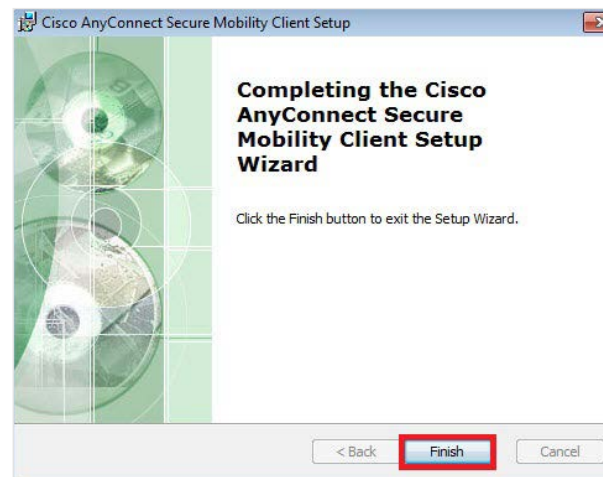 Cisco AnyConnect Secure Mobility Client Setup
Completing the Cisco
AnyConnect Secure
Mobility Client Setup
Wizard
Click the Finish button to exit the Setup Wizard.
< Back Finish Cancel